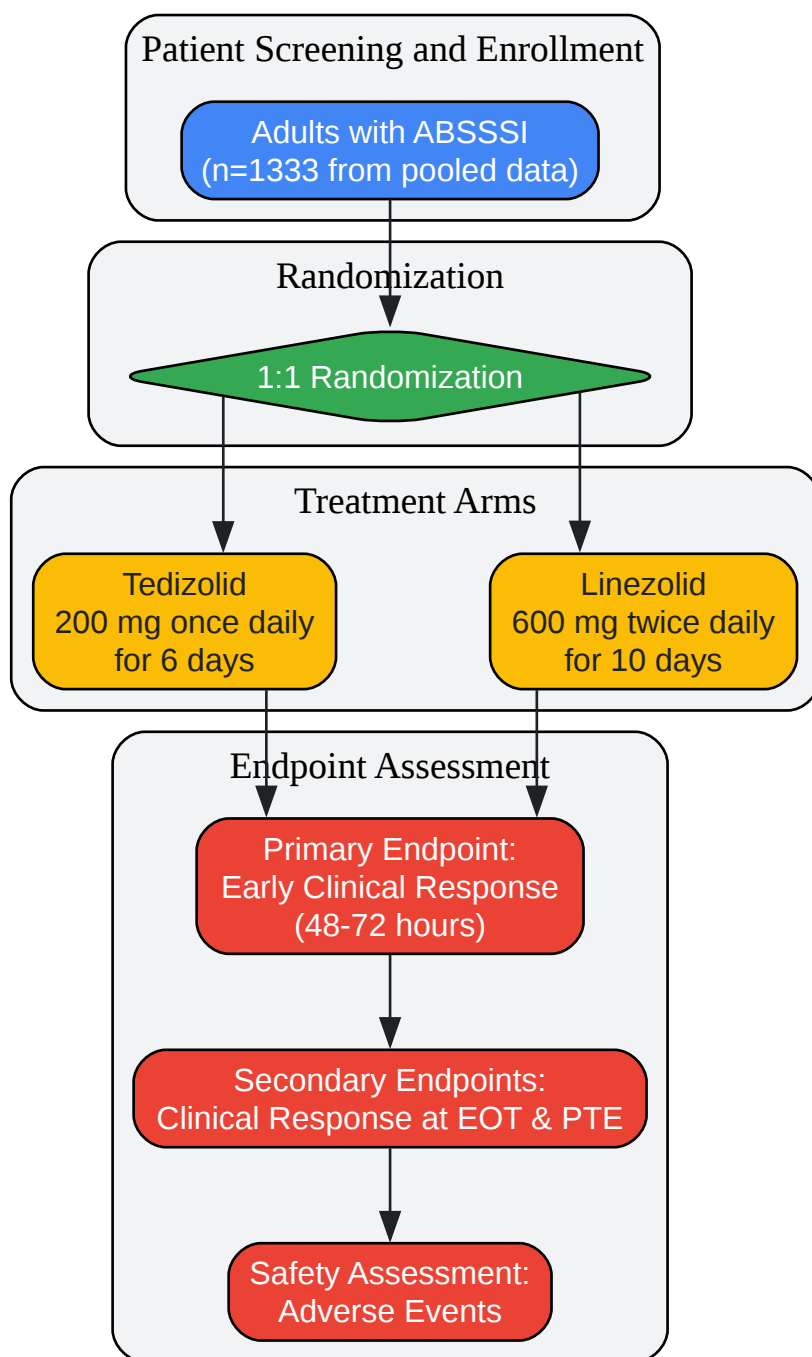 Patient Screening and Enrollment
Adults with ABSSSI
(n=1333 from pooled data)
Randomization
1:1 Randomization
Treatment Arms
Tedizolid
200 mg once daily
for 6 days
Linezolid
600 mg twice daily
for 10 days
Endpoint Assessment
Primary Endpoint:
Early Clinical Response
(48-72 hours)
Secondary Endpoints:
Clinical Response at EOT & PTE
Safety Assessment:
Adverse Events